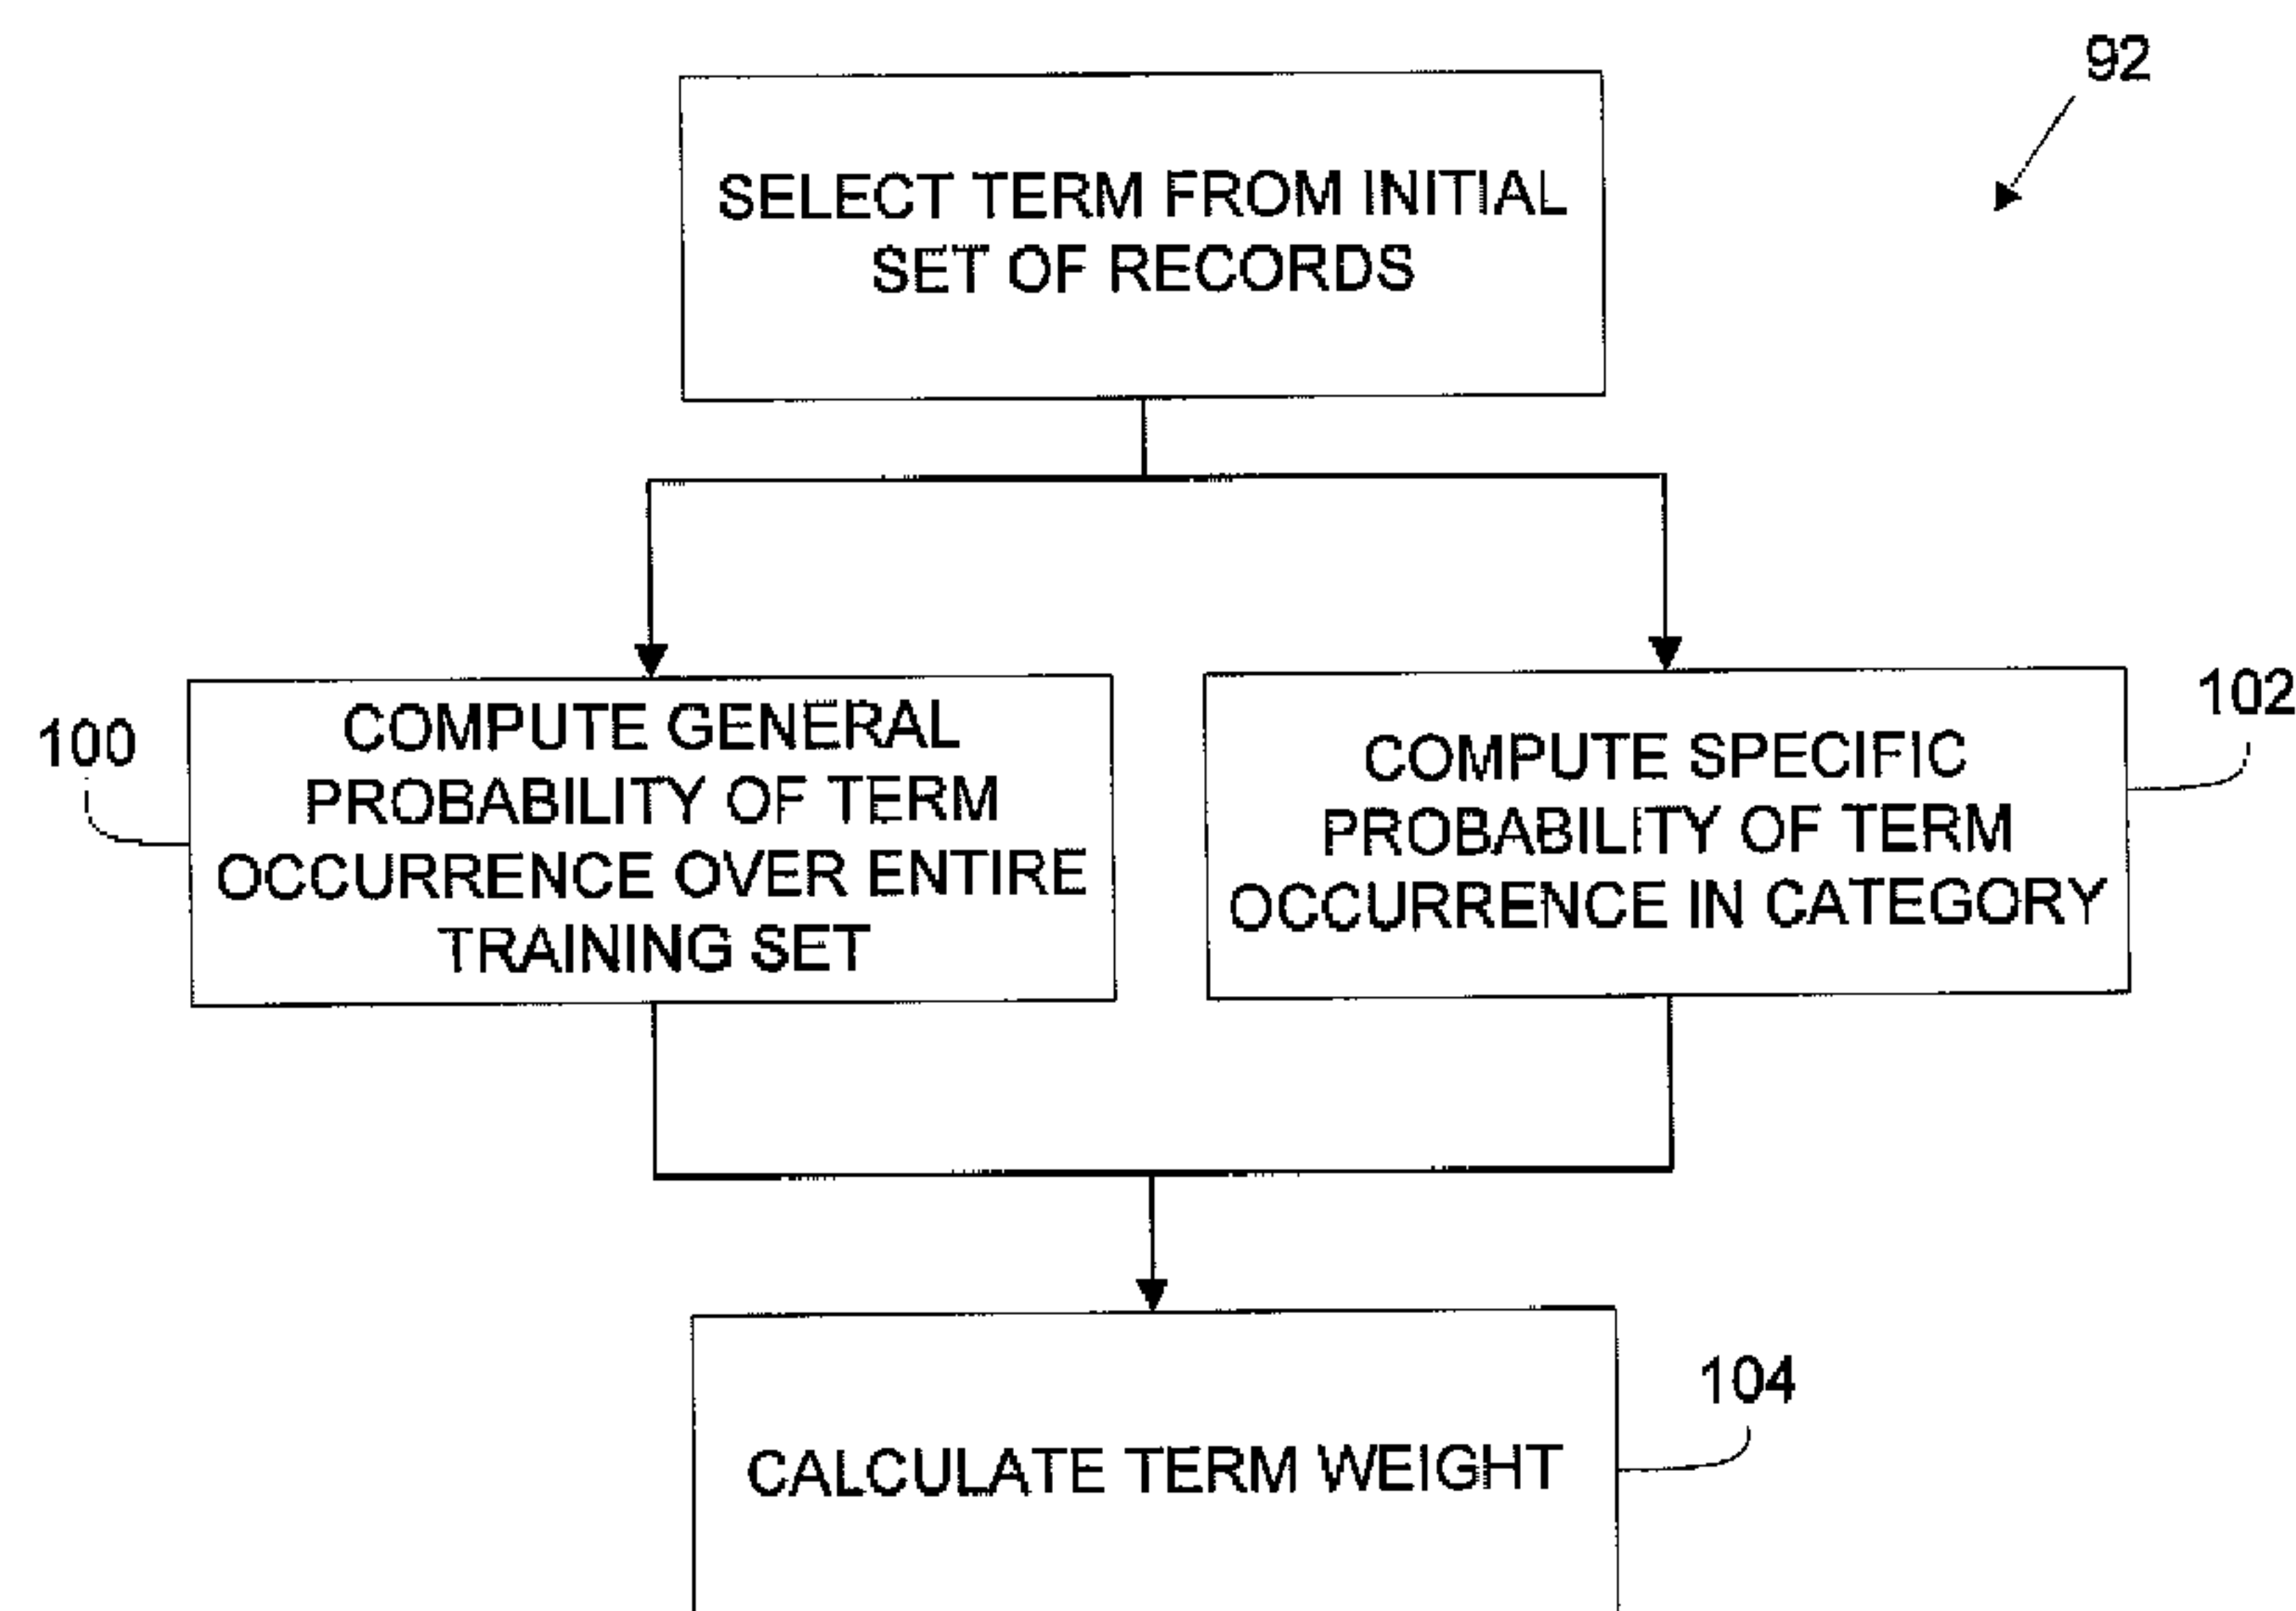 92
SELECT TERM FROM INITIAL
SET OF RECORDS
100
COMPUTE GENERAL
PROBABILITY OF TERM
OCCURRENCE OVER ENTIRE
TRAINING SET
COMPUTE SPECIFIC
PROBABILITY OF TERM
OCCURRENCE IN CATEGORY
102
CALCULATE TERM WEIGHT
104